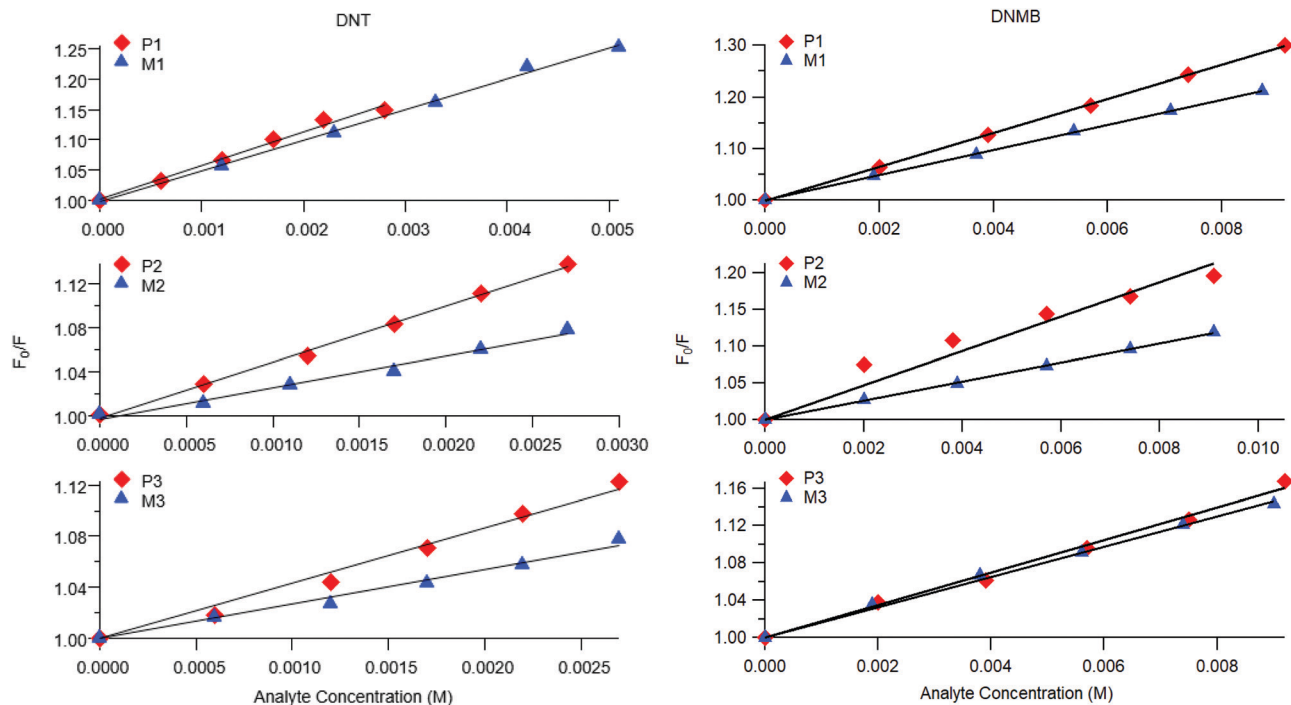 DNT
P1
M1
1.25
1.20
1.15
1.10
1.05
1.00
0.000 0.001 0.002 0.003 0.004 0.005
P2
M2
1.12
1.08
1.04
1.00
0.0000 0.0005 0.0010 0.0015 0.0020 0.0025 0.0030
P3
M3
1.12
1.08
1.04
1.00
0.0000 0.0005 0.0010 0.0015 0.0020 0.0025
F0/F
Analyte Concentration (M)
DNMB
P1
M1
1.30
1.20
1.10
1.00
0.000 0.002 0.004 0.006 0.008
P2
M2
1.20
1.15
1.10
1.05
1.00
0.000 0.002 0.004 0.006 0.008 0.010
P3
M3
1.16
1.12
1.08
1.04
1.00
0.000 0.002 0.004 0.006 0.008
F0/F
Analyte Concentration (M)